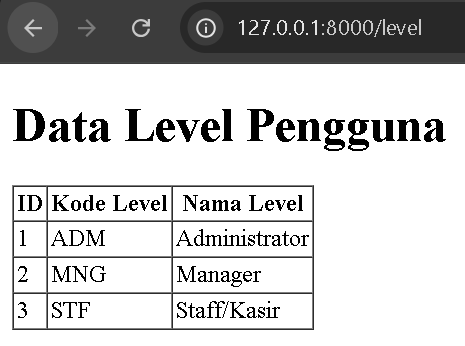 127.0.0.1:8000/level
Data Level Pengguna
ID Kode Level Nama Level
1 ADM Administrator
2 MNG Manager
3 STF Staff/Kasir